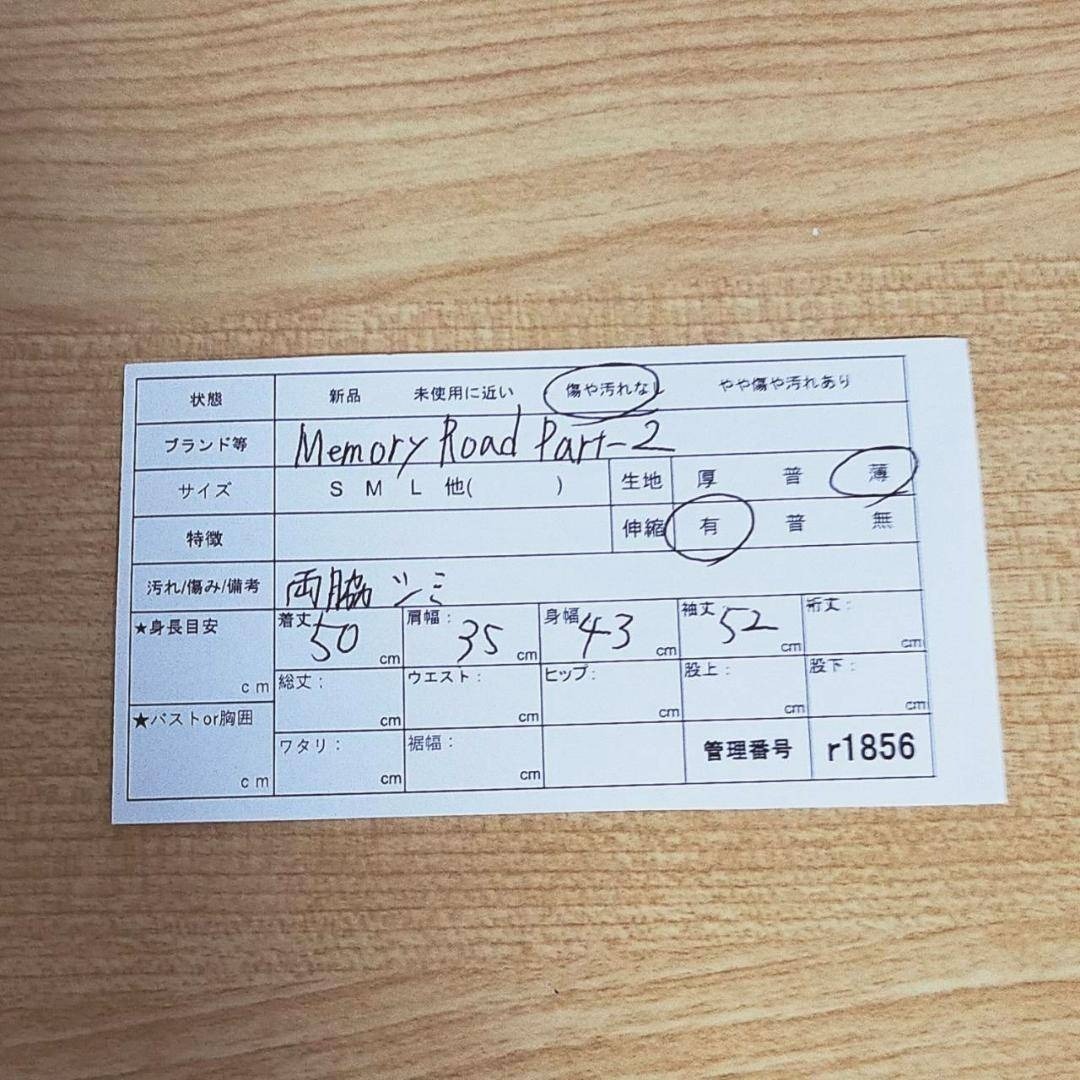 状態 新品 未使用に近い 傷や汚れなし やや傷や汚れあり
ブランド等 Memory Road Part-2
サイズ S M L 他( ) 生地 厚 普 薄
特徴 伸縮 有 普 無
汚れ/傷み/備考 両脇 シミ
★身長目安 cm 着丈 50 cm 肩幅: 35 cm 身幅 43 cm 袖丈 52 cm 裄丈: cm
総丈: cm ウエスト: cm ヒップ: cm 股上: cm 股下: cm
★バストor胸囲 cm ワタリ: cm 裾幅: cm 管理番号 r1856